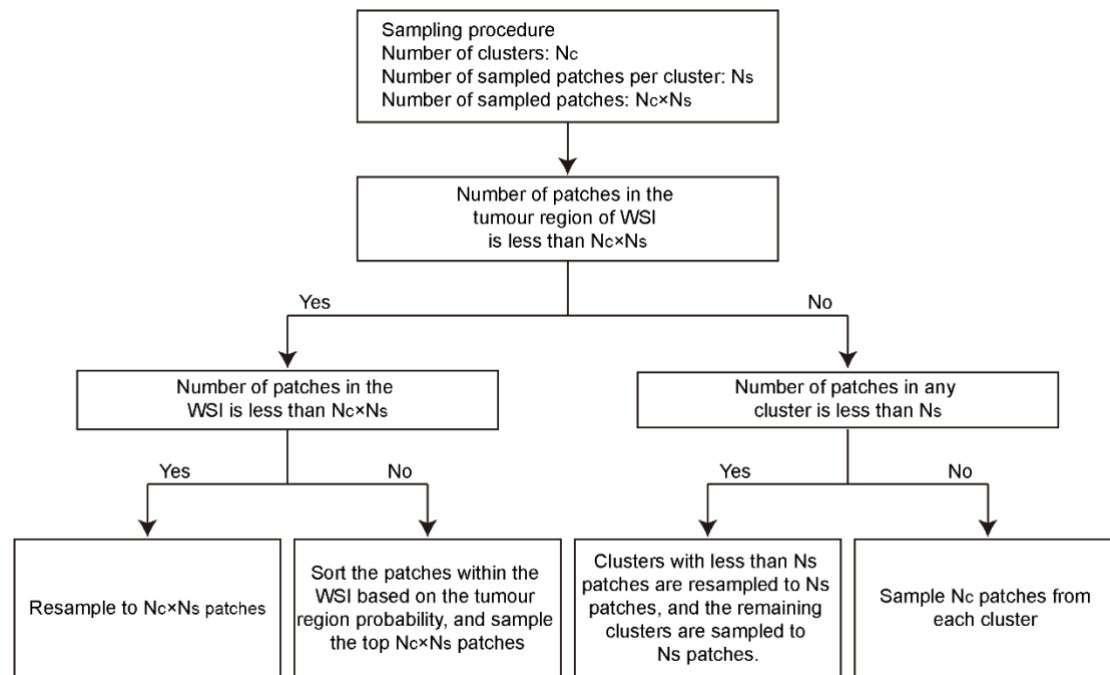 Sampling procedure
Number of clusters: Nc
Number of sampled patches per cluster: Ns
Number of sampled patches: Nc×Ns
Number of patches in the
tumour region of WSI
is less than Nc×Ns
Yes
No
Number of patches in the
WSI is less than Nc×Ns
Number of patches in any
cluster is less than Ns
Yes
No
Yes
No
Resample to Nc×Ns patches
Sort the patches within the
WSI based on the tumour
region probability, and sample
the top Nc×Ns patches
Clusters with less than Ns
patches are resampled to Ns
patches, and the remaining
clusters are sampled to
Ns patches.
Sample Nc patches from
each cluster